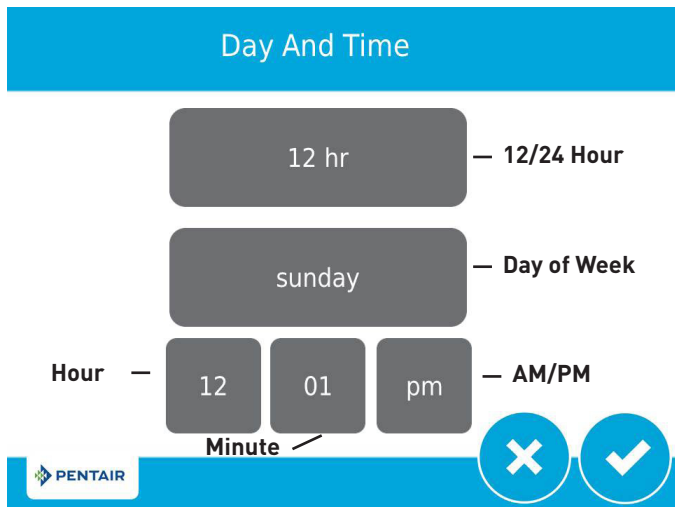 Day And Time
12 hr
12/24 Hour
sunday
Day of Week
Hour
12
01
pm
AM/PM
Minute
PENTAIR